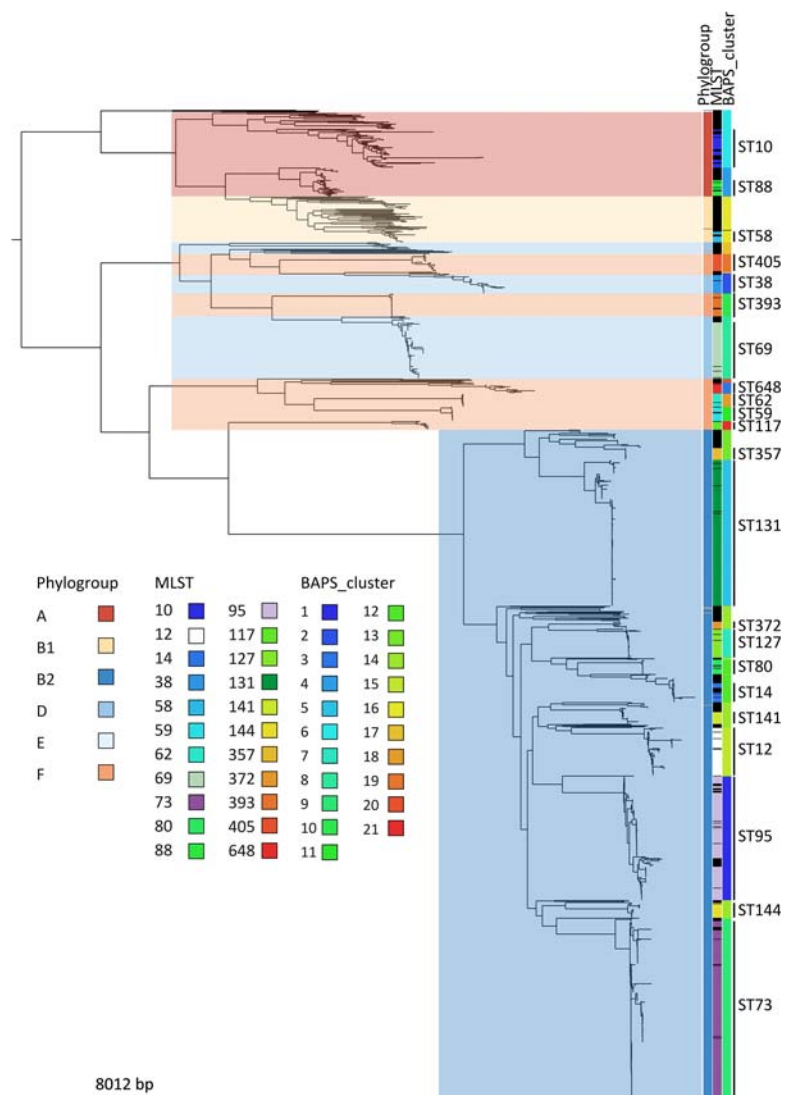 Phylogroup
MLST
BAPS_cluster
ST10
ST88
ST58
ST405
ST38
ST393
ST69
ST648
ST62
ST59
ST117
ST357
ST131
ST372
ST127
ST80
ST14
ST141
ST12
ST95
ST144
ST73
Phylogroup MLST BAPS_cluster
A 10 95 1 12
B1 12 117 2 13
B2 14 127 3 14
D 38 131 4 15
E 58 141 5 16
F 59 144 6 17
62 357 7 18
69 372 8 19
73 393 9 20
80 405 10 21
88 648 11
8012 bp